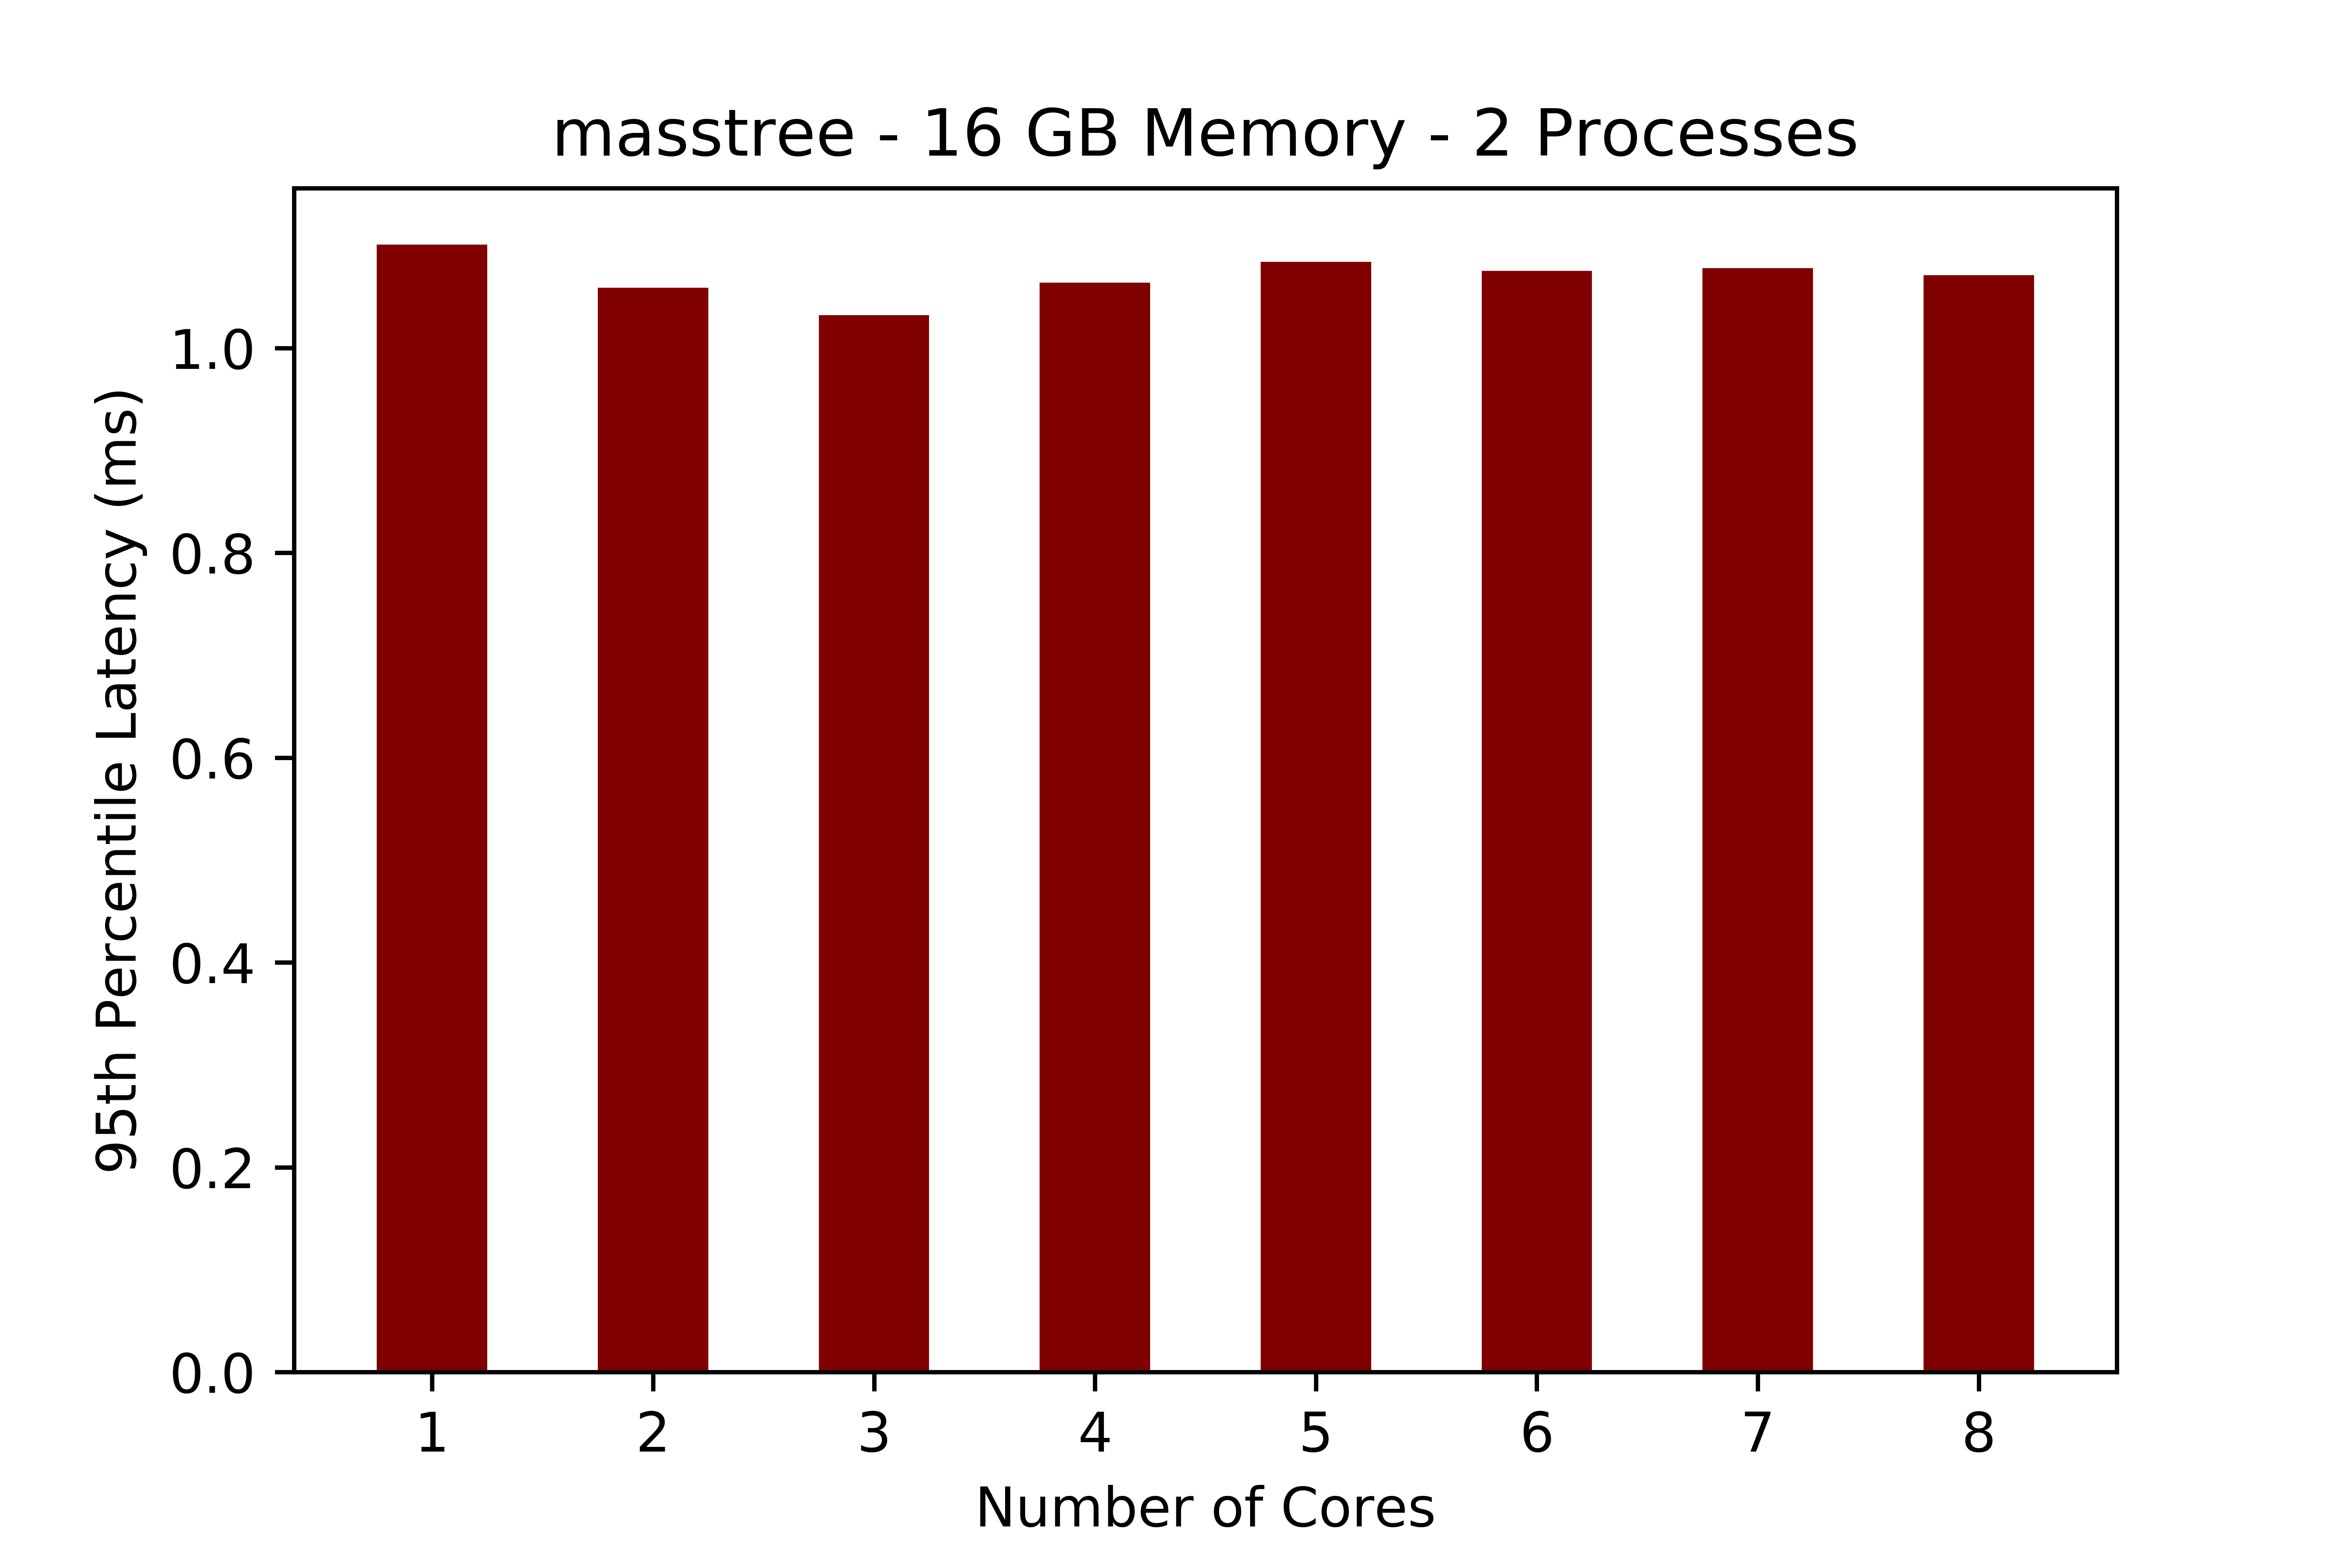 masstree - 16 GB Memory - 2 Processes
95th Percentile Latency (ms)
1.0
0.8
0.6
0.4
0.2
0.0
1 2 3 4 5 6 7 8
Number of Cores